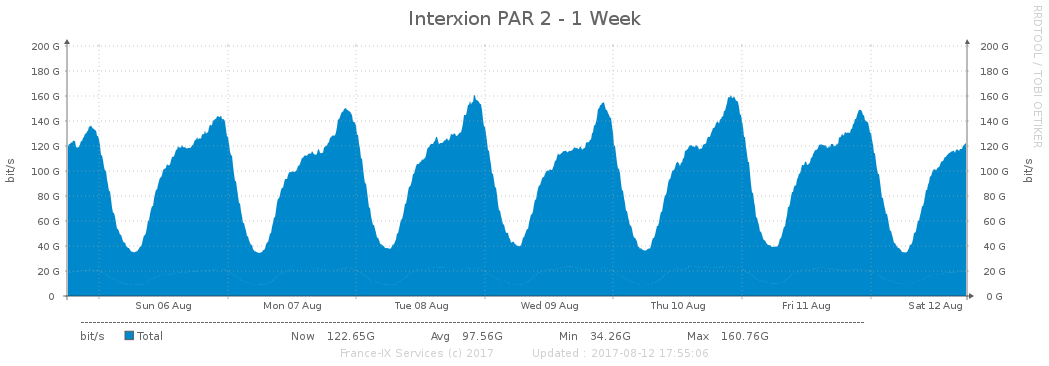 Interxion PAR 2 - 1 Week
RRDTOOL / TOBI OETIKER
bit/s
200 G 200 G
180 G 180 G
160 G 160 G
140 G 140 G
120 G 120 G
100 G 100 G
80 G 80 G
60 G 60 G
40 G 40 G
20 G 20 G
0 0 G
bit/s
Sun 06 Aug Mon 07 Aug Tue 08 Aug Wed 09 Aug Thu 10 Aug Fri 11 Aug Sat 12 Aug
bit/s Total Now 122.65G Avg 97.56G Min 34.26G Max 160.76G
France-IX Services (c) 2017 Updated : 2017-08-12 17:55:06